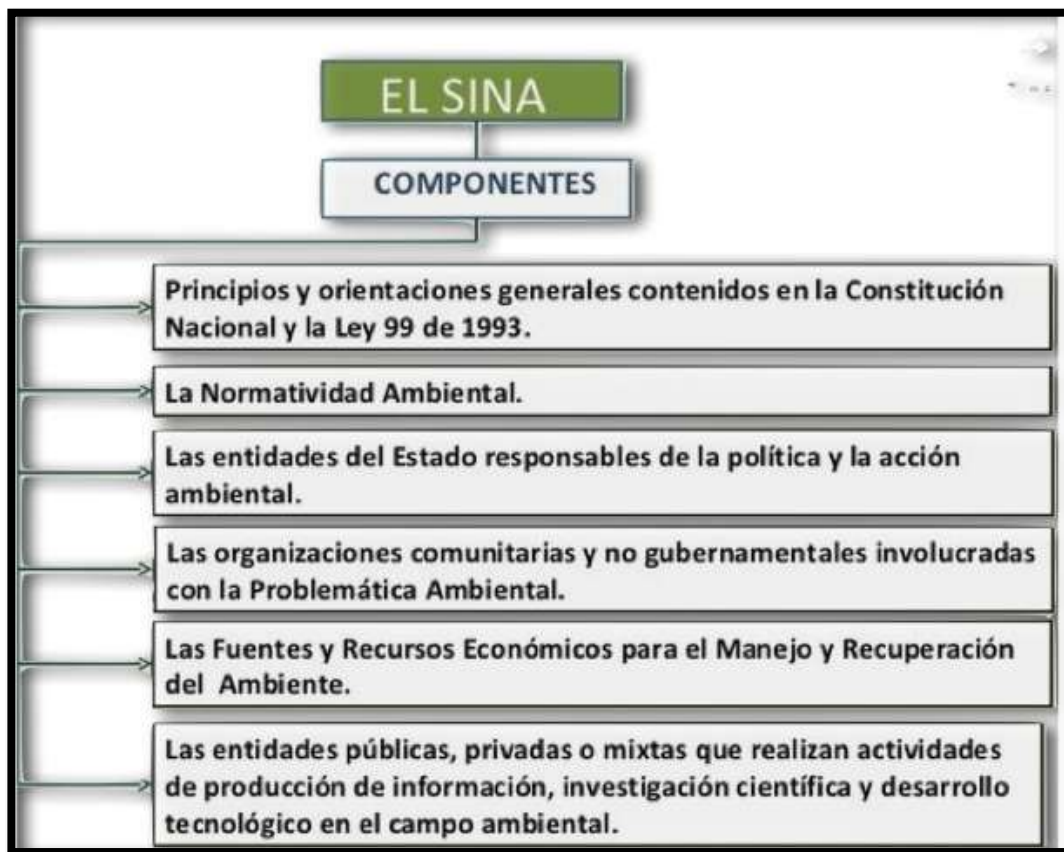 EL SINA
COMPONENTES
Principios y orientaciones generales contenidos en la Constitución
Nacional y la Ley 99 de 1993.
La Normatividad Ambiental.
Las entidades del Estado responsables de la política y la acción
ambiental.
Las organizaciones comunitarias y no gubernamentales involucradas
con la Problemática Ambiental.
Las Fuentes y Recursos Económicos para el Manejo y Recuperación
del Ambiente.
Las entidades públicas, privadas o mixtas que realizan actividades
de producción de información, investigación científica y desarrollo
tecnológico en el campo ambiental.